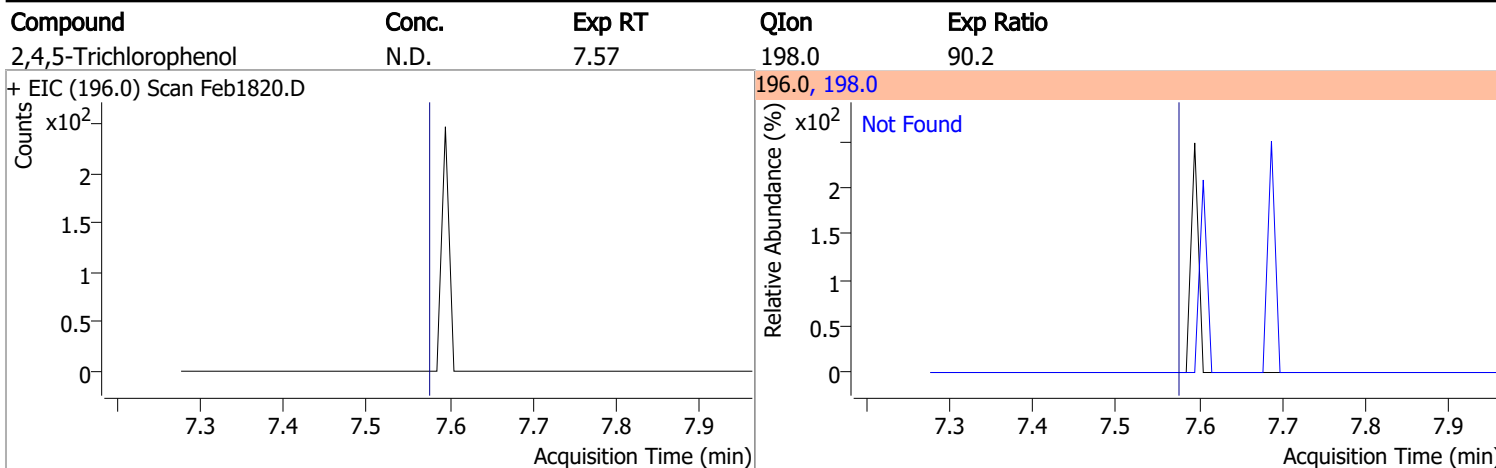 Compound Conc. Exp RT QIon Exp Ratio
2,4,5-Trichlorophenol N.D. 7.57 198.0 90.2
+ EIC (196.0) Scan Feb1820.D
Counts
x10²
2
1.5
1
0.5
0
7.3 7.4 7.5 7.6 7.7 7.8 7.9
Acquisition Time (min)
196.0, 198.0
Relative Abundance (%)
x10²
Not Found
2
1.5
1
0.5
0
7.3 7.4 7.5 7.6 7.7 7.8 7.9
Acquisition Time (min)